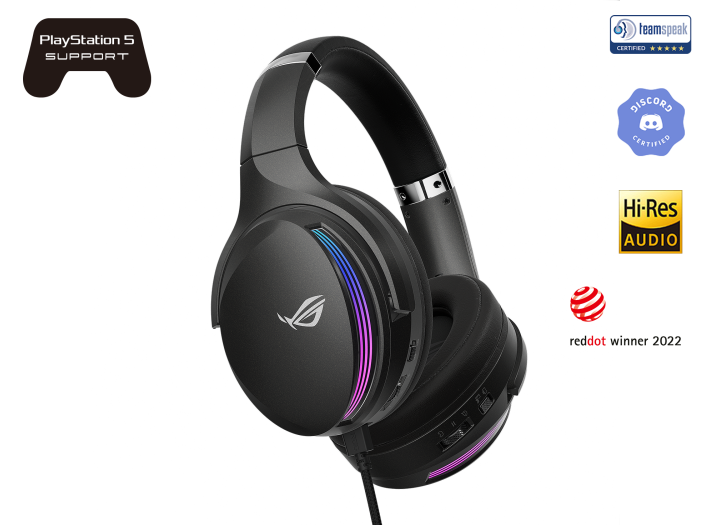 PlayStation 5
SUPPORT
teamspeak
CERTIFIED ★★★★★
DISCORD
CERTIFIED
Hi-Res
AUDIO
reddot winner 2022